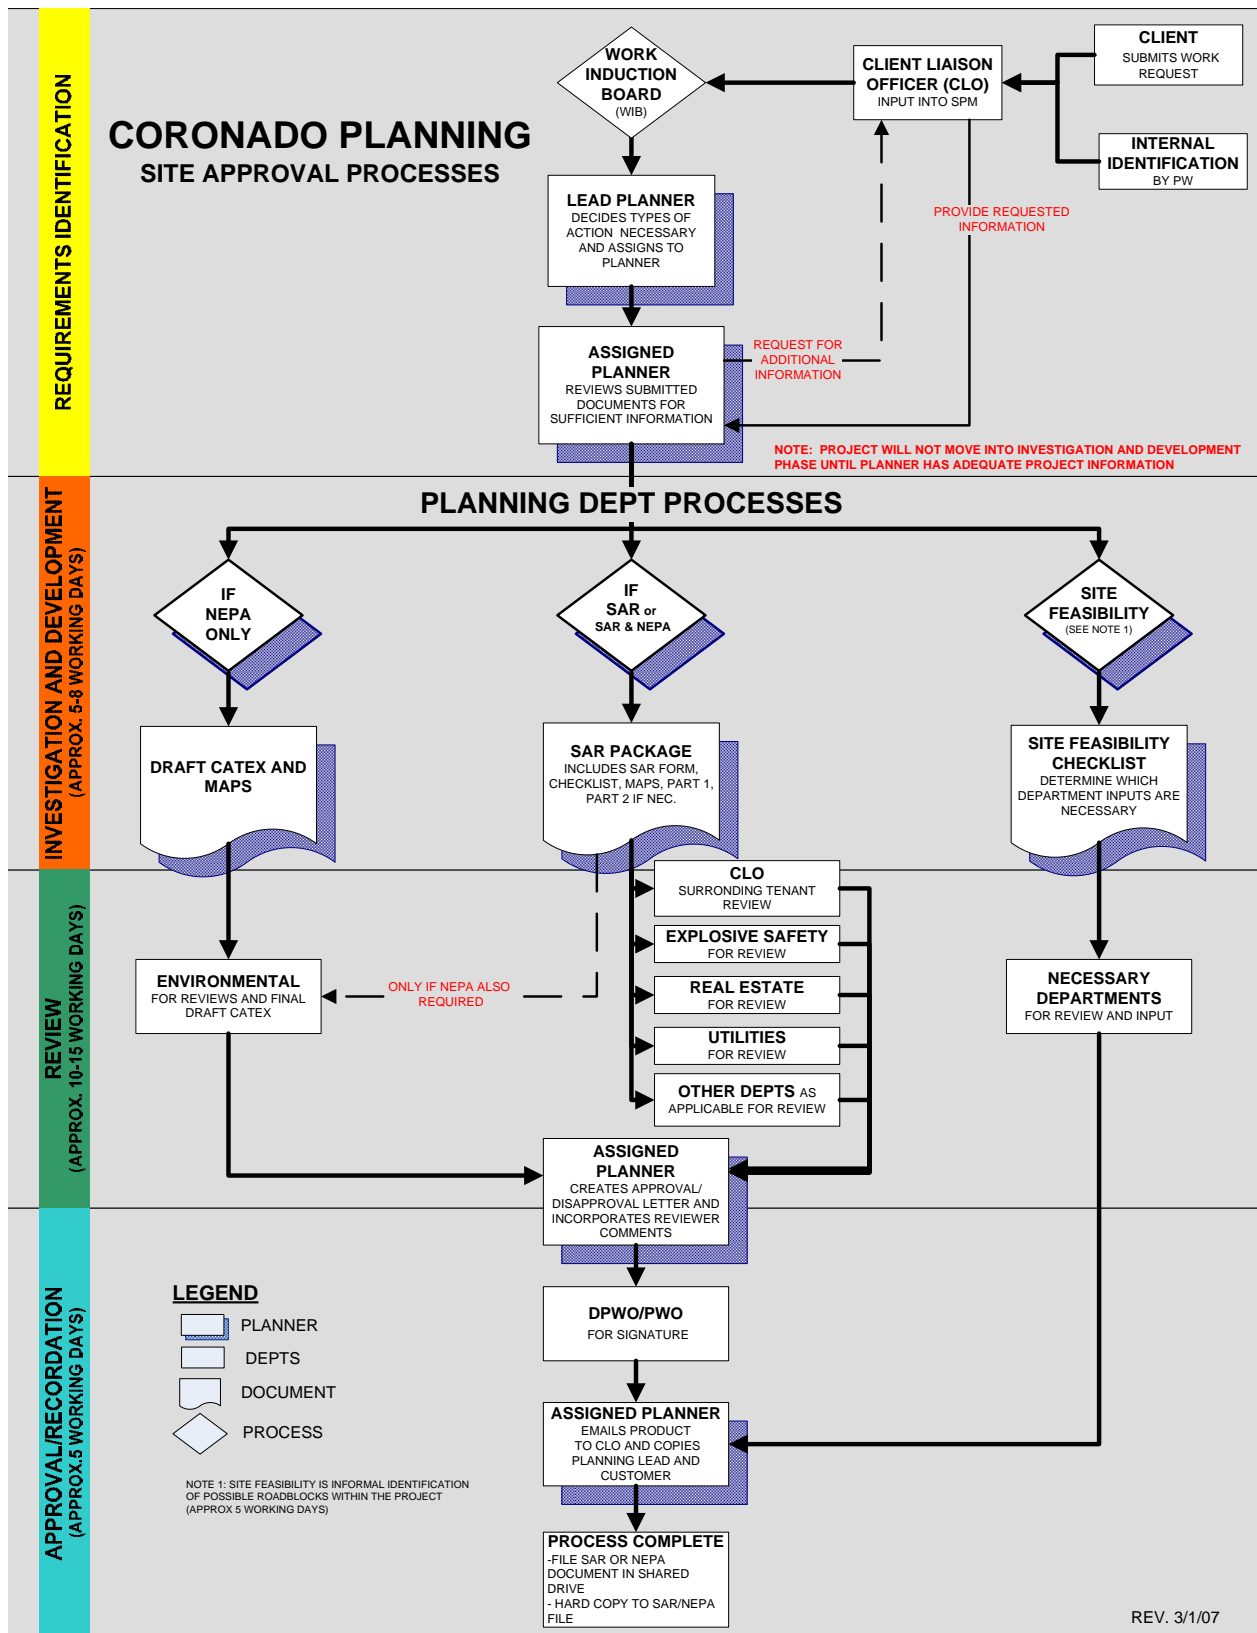 CORONADO PLANNING
SITE APPROVAL PROCESSES
REQUIREMENTS IDENTIFICATION
CLIENT
SUBMITS WORK
REQUEST
INTERNAL
IDENTIFICATION
BY PW
CLIENT LIAISON
OFFICER (CLO)
INPUT INTO SPM
WORK
INDUCTION
BOARD
(WIB)
LEAD PLANNER
DECIDES TYPES OF
ACTION NECESSARY
AND ASSIGNS TO
PLANNER
PROVIDE REQUESTED
INFORMATION
ASSIGNED
PLANNER
REVIEWS SUBMITTED
DOCUMENTS FOR
SUFFICIENT INFORMATION
REQUEST FOR
ADDITIONAL
INFORMATION
NOTE: PROJECT WILL NOT MOVE INTO INVESTIGATION AND DEVELOPMENT
PHASE UNTIL PLANNER HAS ADEQUATE PROJECT INFORMATION
INVESTIGATION AND DEVELOPMENT
(APPROX. 5-8 WORKING DAYS)
PLANNING DEPT PROCESSES
IF
NEPA
ONLY
IF
SAR or
SAR & NEPA
SITE
FEASIBILITY
(SEE NOTE 1)
DRAFT CATEX AND
MAPS
SAR PACKAGE
INCLUDES SAR FORM,
CHECKLIST, MAPS, PART 1,
PART 2 IF NEC.
SITE FEASIBILITY
CHECKLIST
DETERMINE WHICH
DEPARTMENT INPUTS ARE
NECESSARY
REVIEW
(APPROX. 10-15 WORKING DAYS)
CLO
SURRONDING TENANT
REVIEW
EXPLOSIVE SAFETY
FOR REVIEW
REAL ESTATE
FOR REVIEW
UTILITIES
FOR REVIEW
OTHER DEPTS AS
APPLICABLE FOR REVIEW
ENVIRONMENTAL
FOR REVIEWS AND FINAL
DRAFT CATEX
ONLY IF NEPA ALSO
REQUIRED
NECESSARY
DEPARTMENTS
FOR REVIEW AND INPUT
ASSIGNED
PLANNER
CREATES APPROVAL/
DISAPPROVAL LETTER AND
INCORPORATES REVIEWER
COMMENTS
APPROVAL/RECORDATION
(APPROX.5 WORKING DAYS)
DPWO/PWO
FOR SIGNATURE
ASSIGNED PLANNER
EMAILS PRODUCT
TO CLO AND COPIES
PLANNING LEAD AND
CUSTOMER
PROCESS COMPLETE
-FILE SAR OR NEPA
DOCUMENT IN SHARED
DRIVE
- HARD COPY TO SAR/NEPA
FILE
LEGEND
PLANNER
DEPTS
DOCUMENT
PROCESS
NOTE 1: SITE FEASIBILITY IS INFORMAL IDENTIFICATION
OF POSSIBLE ROADBLOCKS WITHIN THE PROJECT
(APPROX 5 WORKING DAYS)
REV. 3/1/07